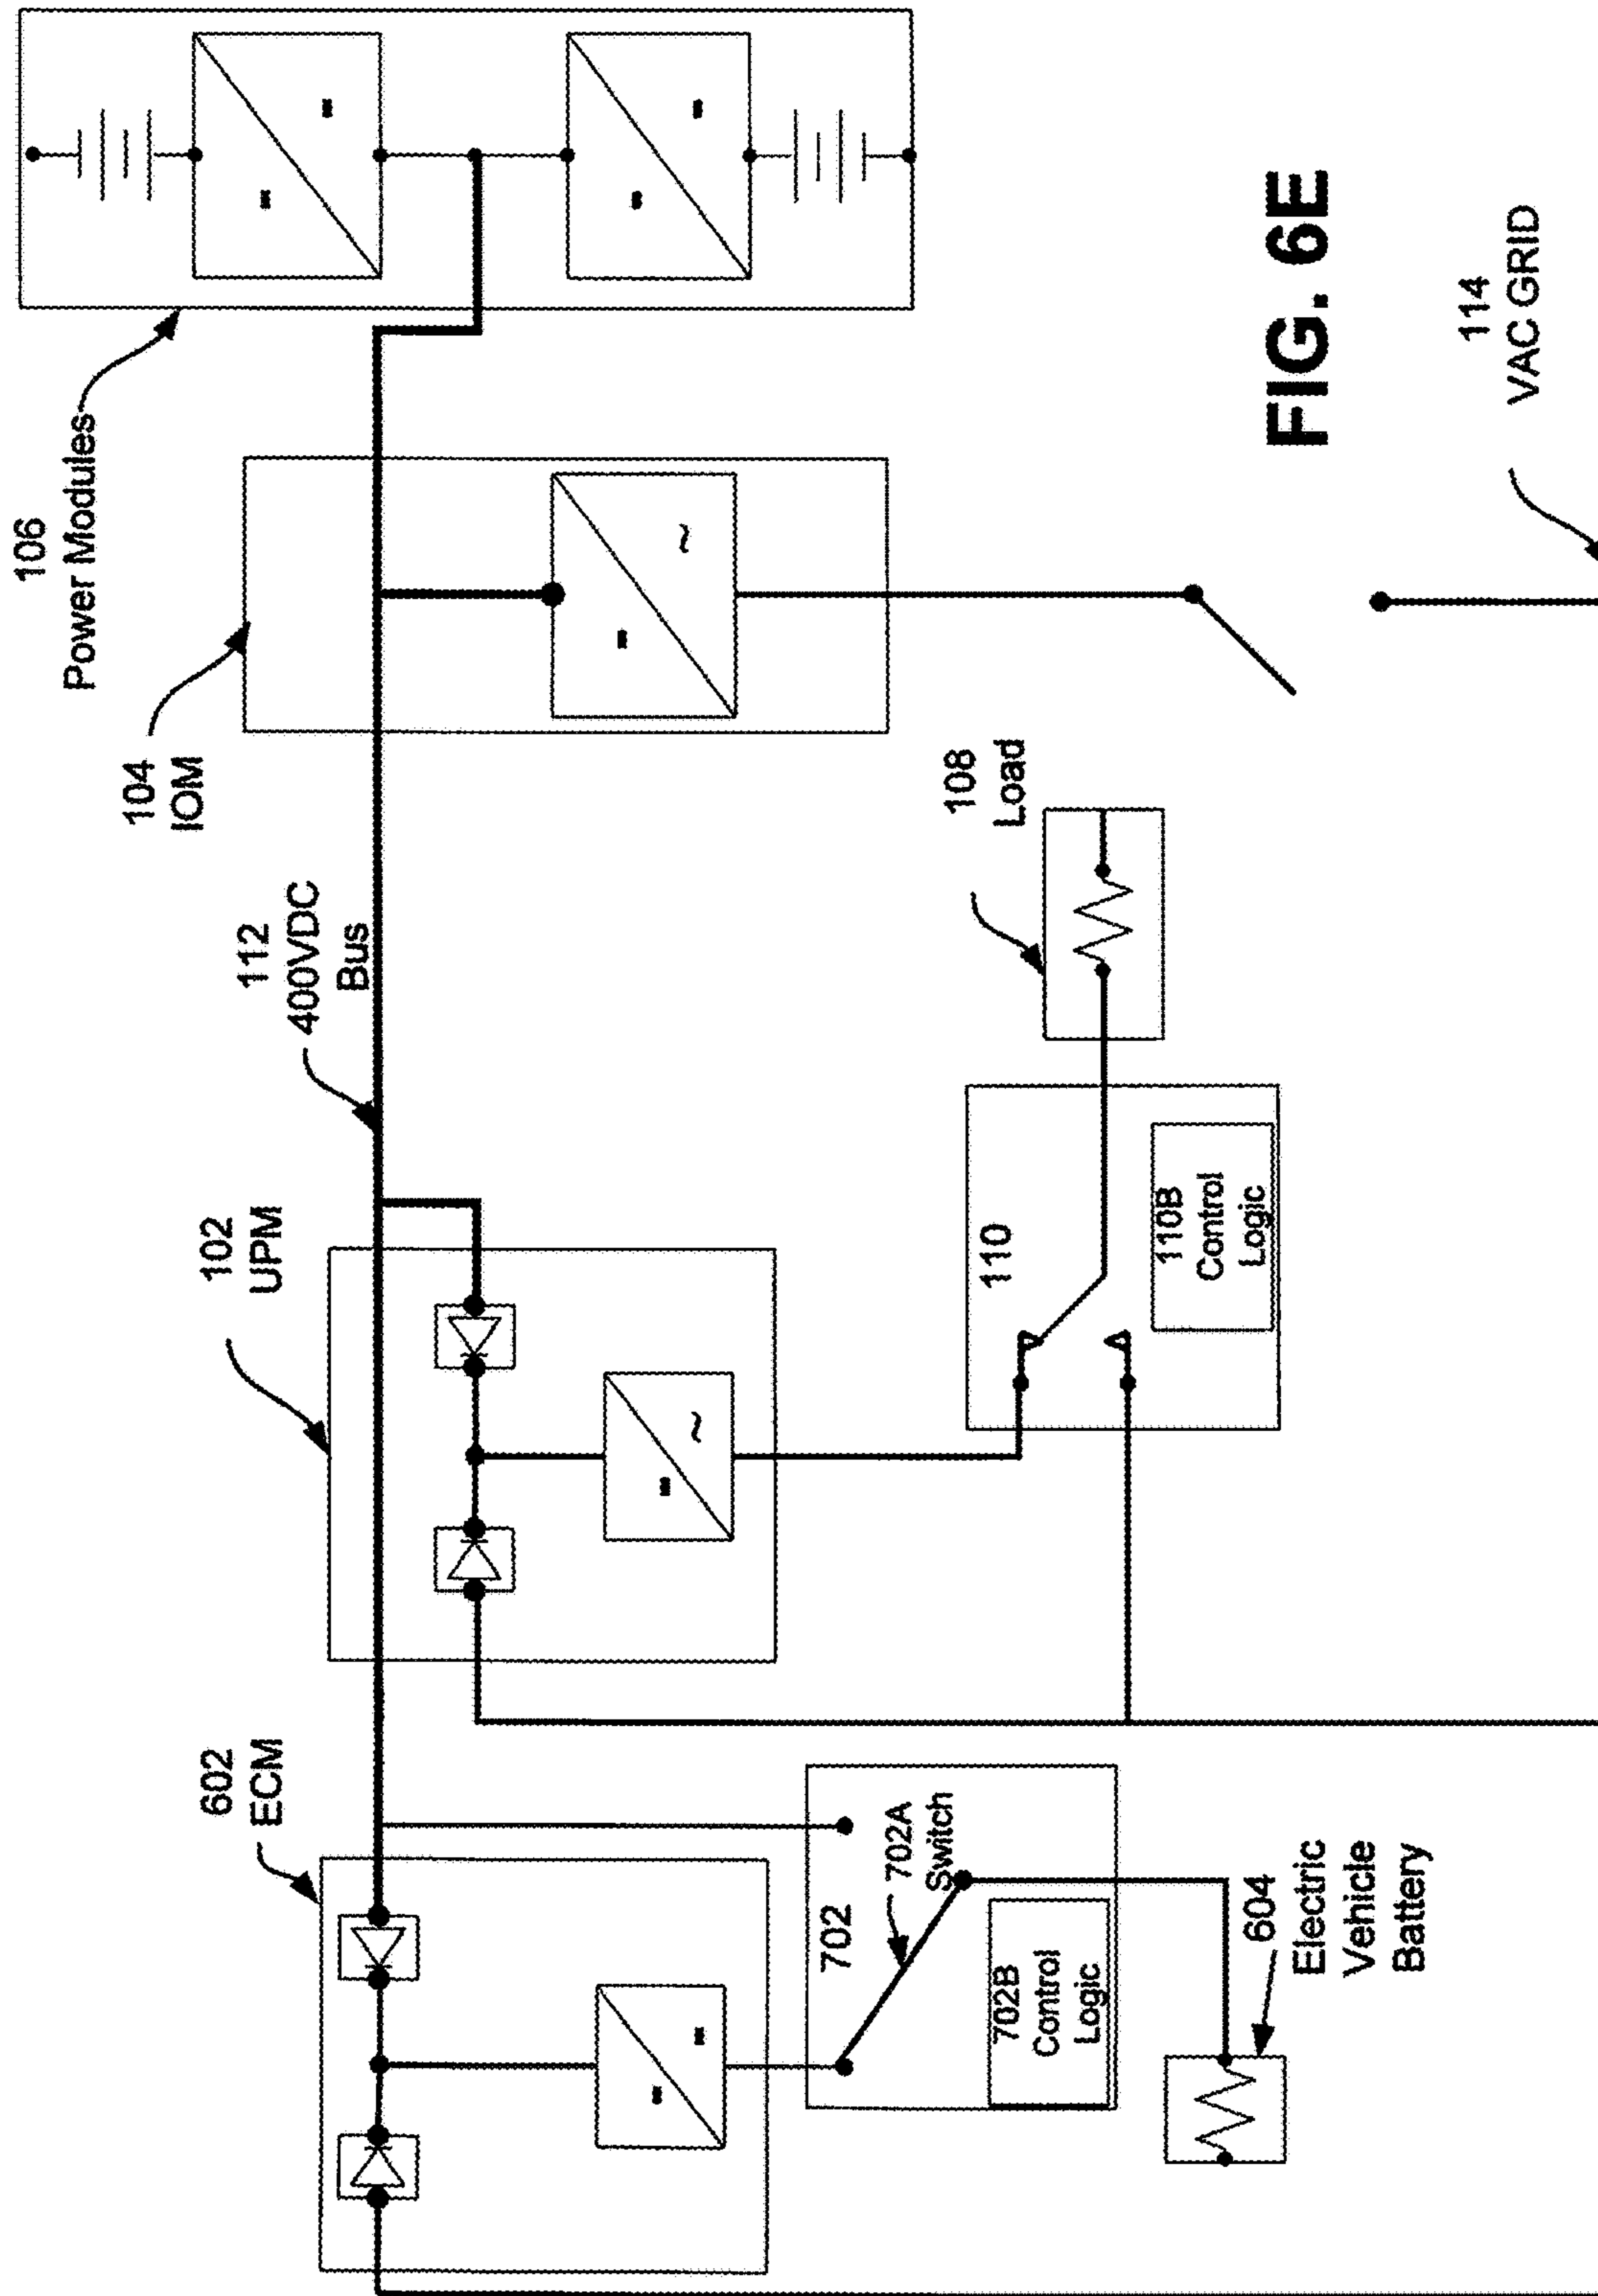 106
Power Modules
104
IOM
112
400VDC
Bus
102
UPM
602
ECM
108
Load
110
110B
Control
Logic
702
702A
Switch
702B
Control
Logic
604
Electric
Vehicle
Battery
FIG. 6E
114
VAC GRID